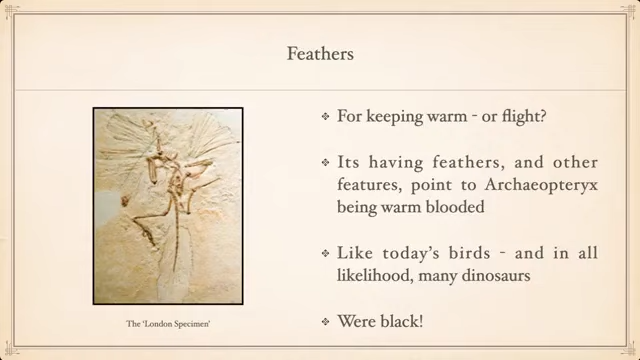 Feathers
For keeping warm - or flight?
Its having feathers, and other
features, point to Archaeopteryx
being warm blooded
Like today's birds - and in all
likelihood, many dinosaurs
Were black!
The 'London Specimen'